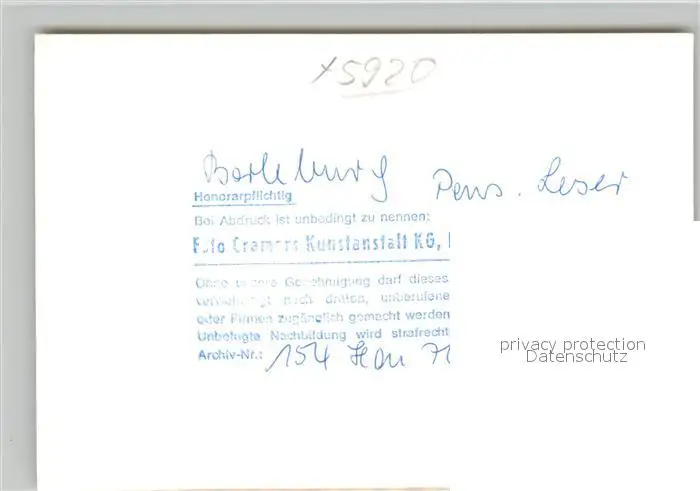 x5920
Berleburg Pens. Leser
Honorarpflichtig
Bei Abdruck ist unbedingt zu nennen:
Foto Cramers Kunstanstalt KG,
Ohne unsere Genehmigung darf dieses
vervielfältigt noch dritten, unberufene
oder Firmen zugänglich gemacht werden
Unbefugte Nachbildung wird strafrecht
Archiv-Nr.: 154 Han
privacy protection
Datenschutz